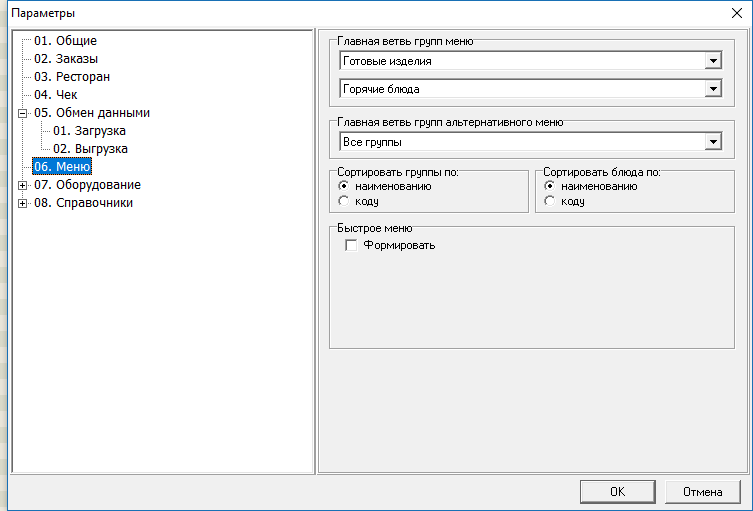 Параметры
01. Общие
02. Заказы
03. Ресторан
04. Чек
05. Обмен данными
01. Загрузка
02. Выгрузка
06. Меню
07. Оборудование
08. Справочники
Главная ветвь групп меню
Готовые изделия
Горячие блюда
Главная ветвь групп альтернативного меню
Все группы
Сортировать группы по:
наименованию
коду
Сортировать блюда по:
наименованию
коду
Быстрое меню
Формировать
OK
Отмена